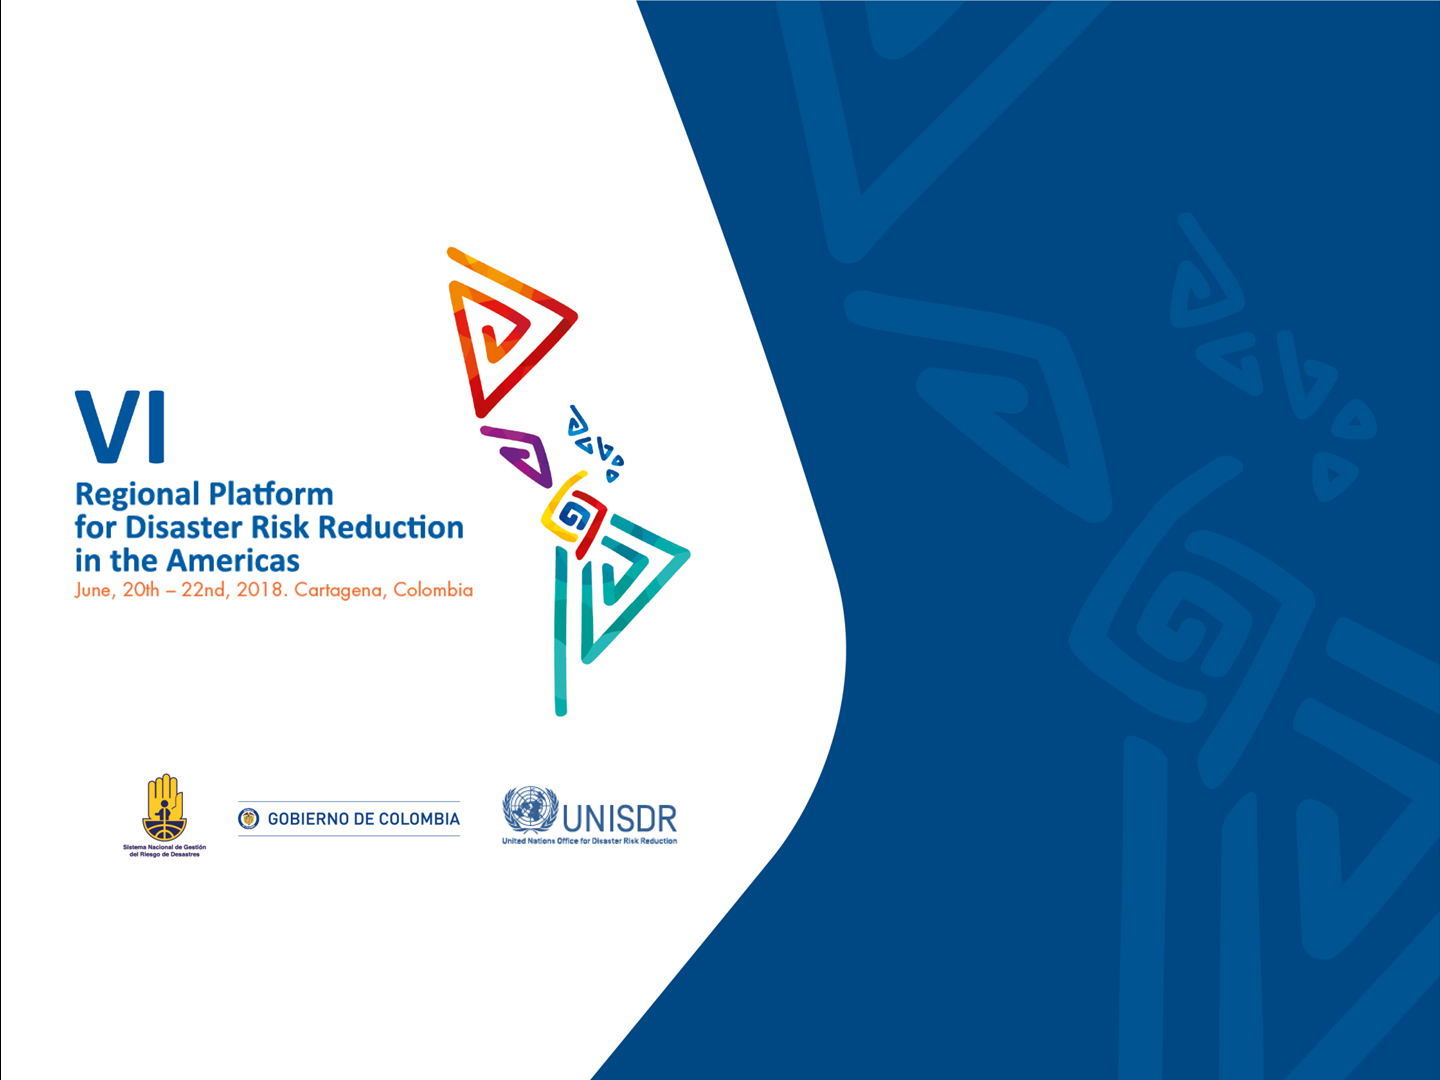 VI
Regional Platform
for Disaster Risk Reduction
in the Americas
June, 20th – 22nd, 2018. Cartagena, Colombia
Sistema Nacional de Gestión
del Riesgo de Desastres
GOBIERNO DE COLOMBIA
UNISDR
United Nations Office for Disaster Risk Reduction